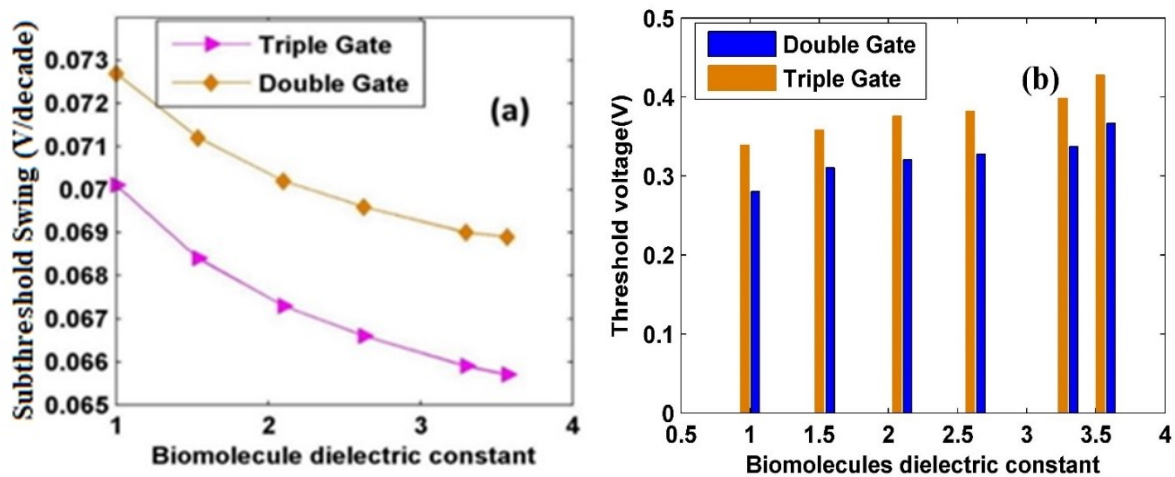 Triple Gate
Double Gate
(a)
0.073
0.072
0.071
0.07
0.069
0.068
0.067
0.066
0.065
1 2 3 4
Subthreshold Swing (V/decade)
Biomolecule dielectric constant
Double Gate
Triple Gate
(b)
0.5
0.4
0.3
0.2
0.1
0
0.5 1 1.5 2 2.5 3 3.5 4
Threshold voltage(V)
Biomolecules dielectric constant